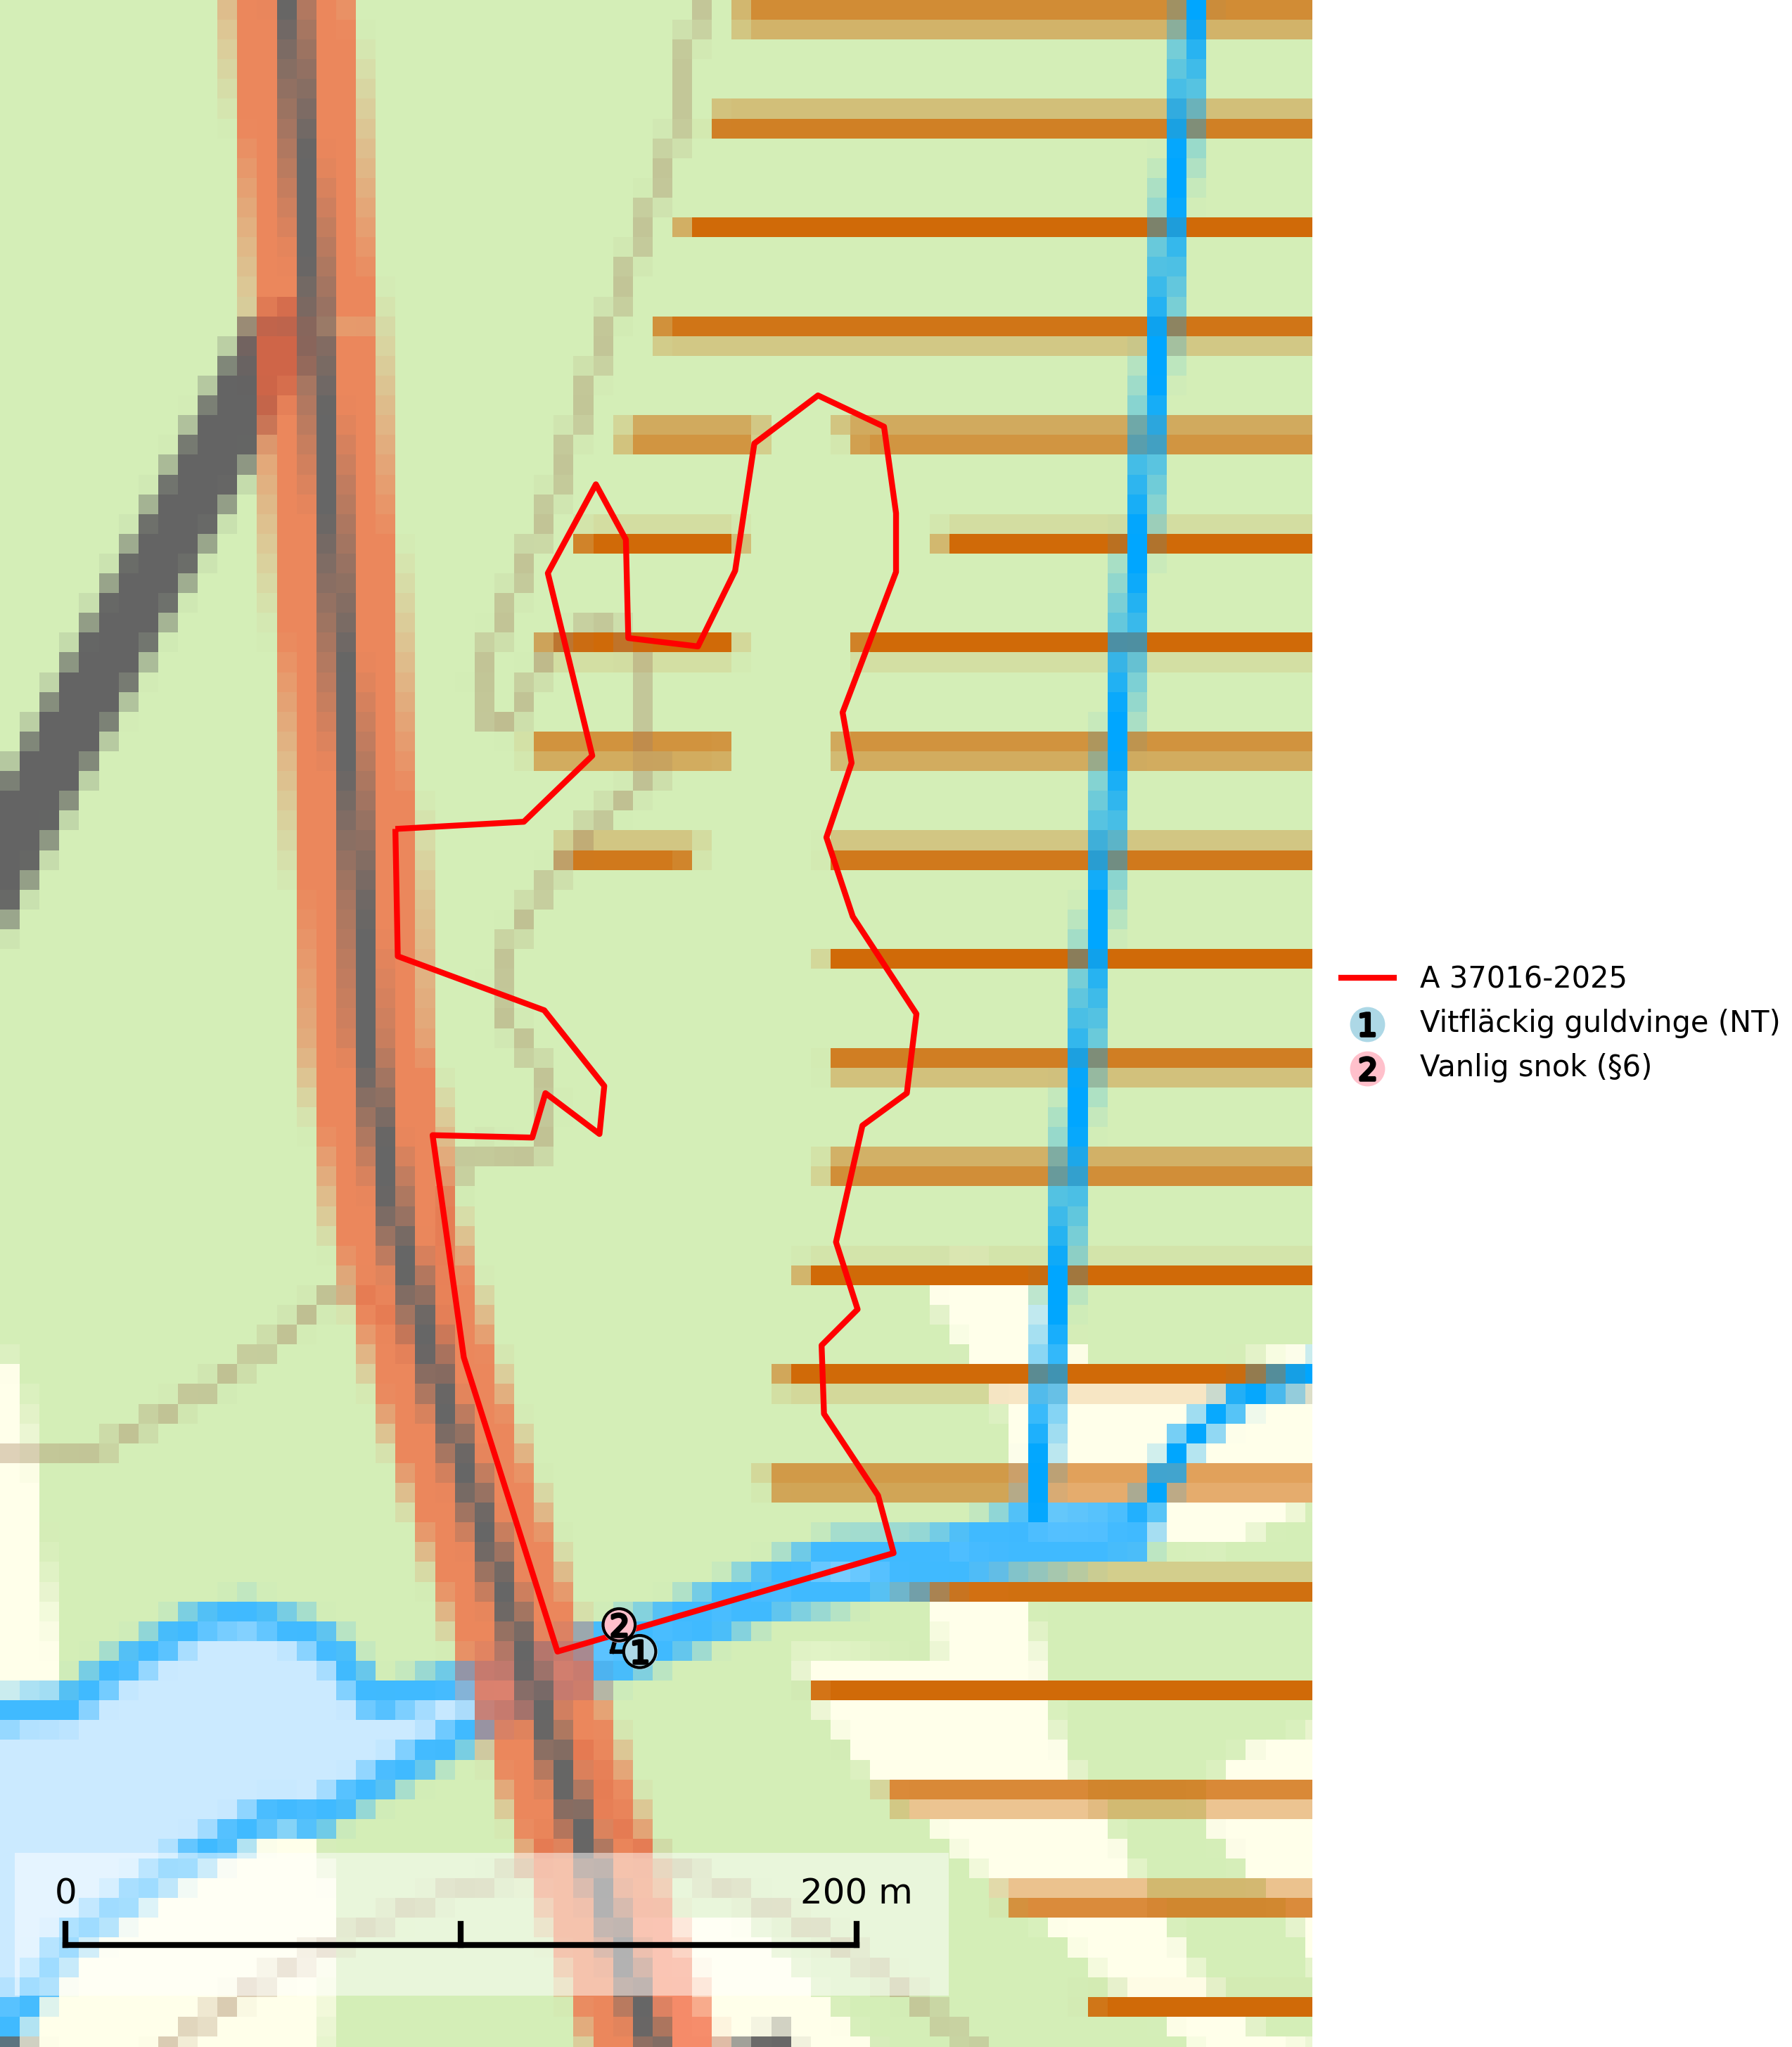 A 37016-2025
1 Vitfläckig guldvinge (NT)
2 Vanlig snok (§6)
2
1
0 200 m